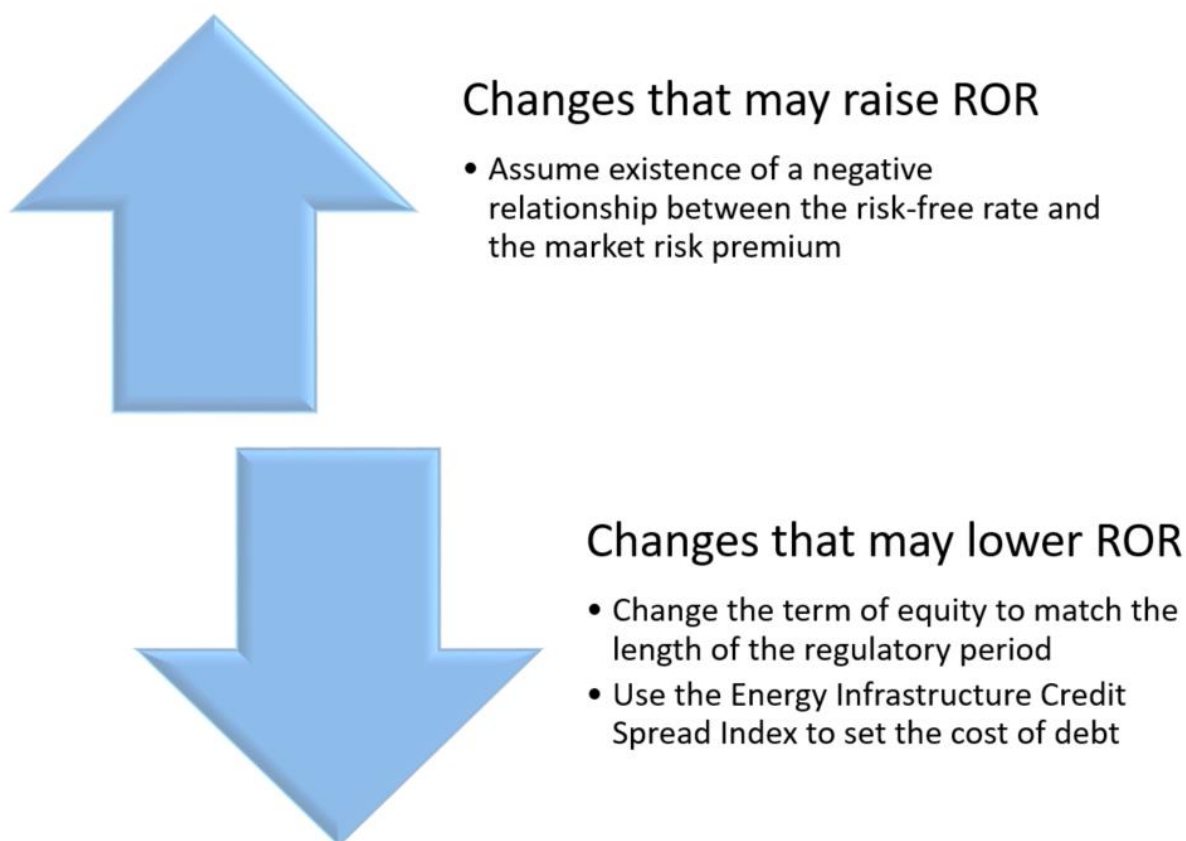 Changes that may raise ROR
• Assume existence of a negative
relationship between the risk-free rate and
the market risk premium
Changes that may lower ROR
• Change the term of equity to match the
length of the regulatory period
• Use the Energy Infrastructure Credit
Spread Index to set the cost of debt